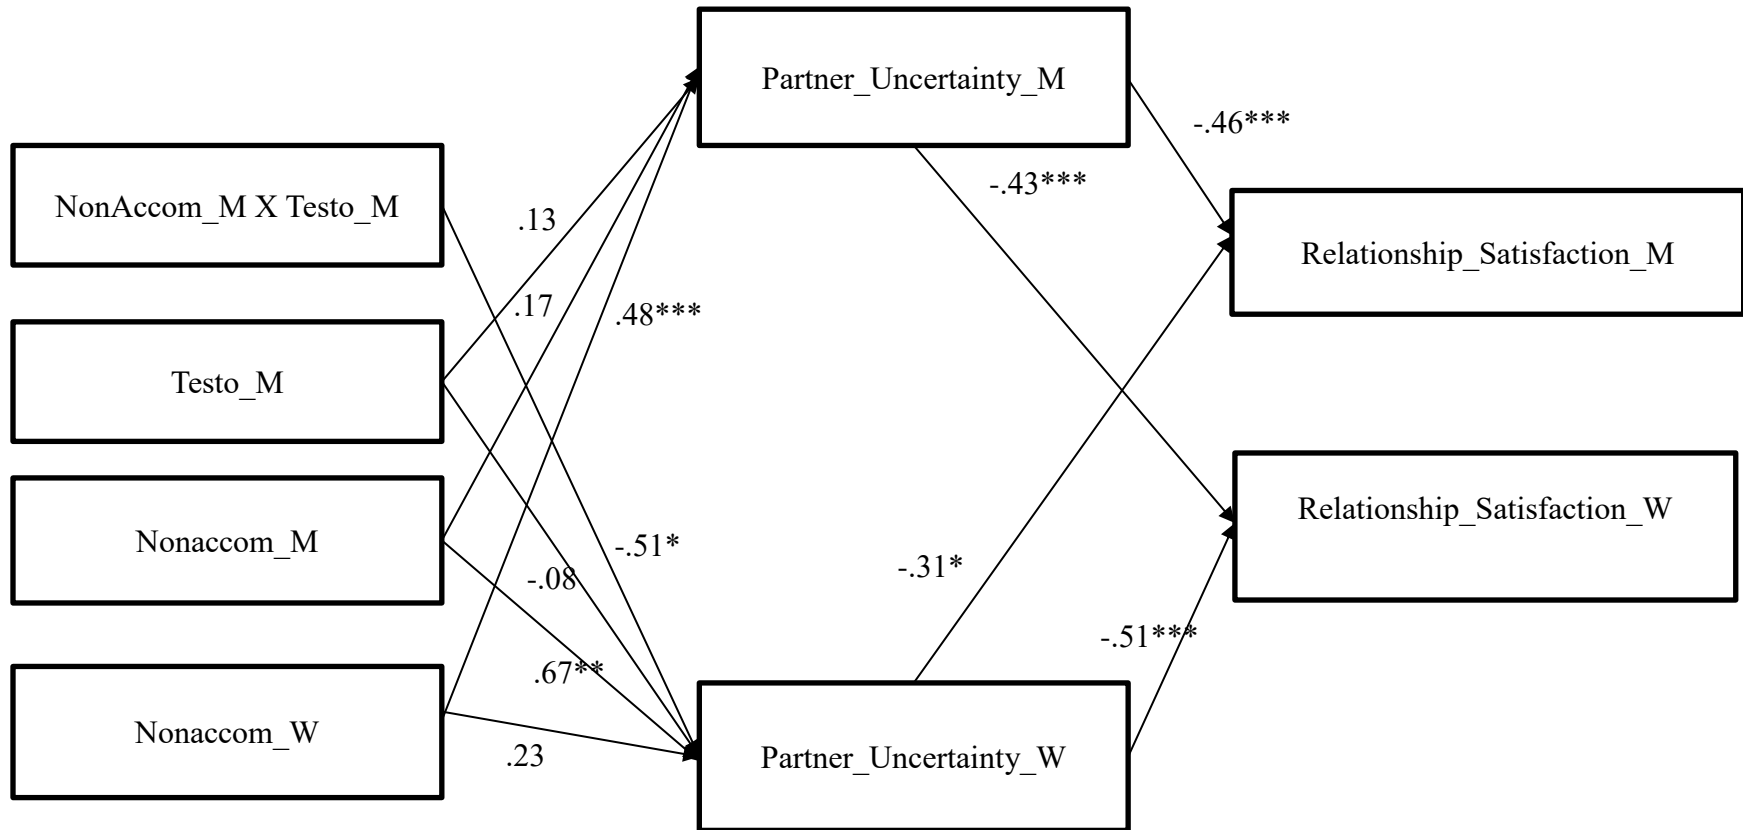 Partner_Uncertainty_M
-.46***
-.43***
NonAccom_M X Testo_M
.13
Relationship_Satisfaction_M
.17
.48***
Testo_M
Relationship_Satisfaction_W
Nonaccom_M
-.51*
-.08
-.31*
-.51***
.67**
Nonaccom_W
.23
Partner_Uncertainty_W